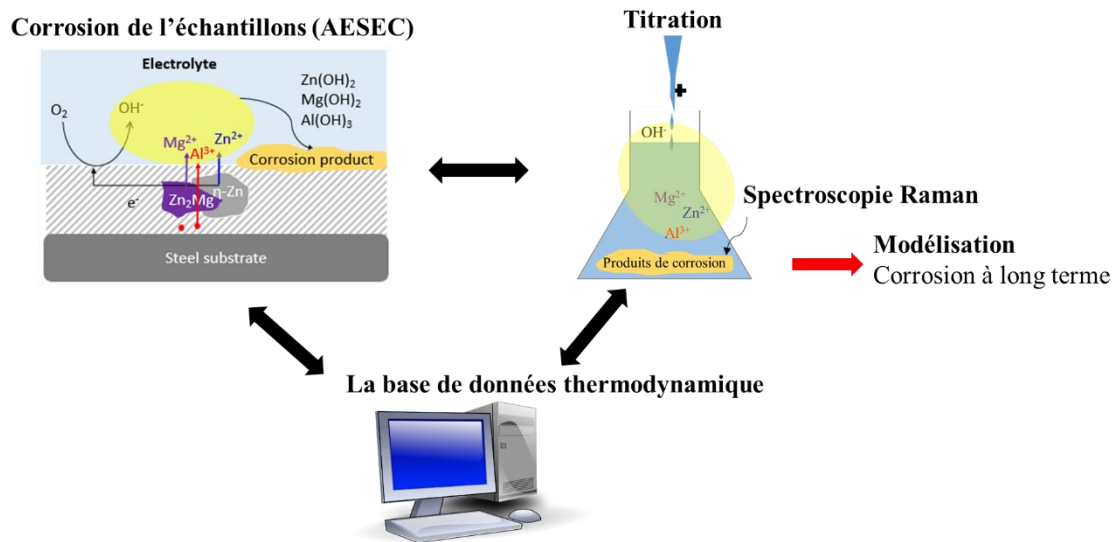 Corrosion de l'échantillons (AESEC)
Electrolyte
O2
OH-
Zn(OH)2
Mg(OH)2
Al(OH)3
Mg2+
Al3+
Zn2+
Corrosion product
e-
Zn2Mg
η-Zn
Steel substrate
Titration
+
OH-
Mg2+
Zn2+
Al3+
Produits de corrosion
Spectroscopie Raman
Modélisation
Corrosion à long terme
La base de données thermodynamique